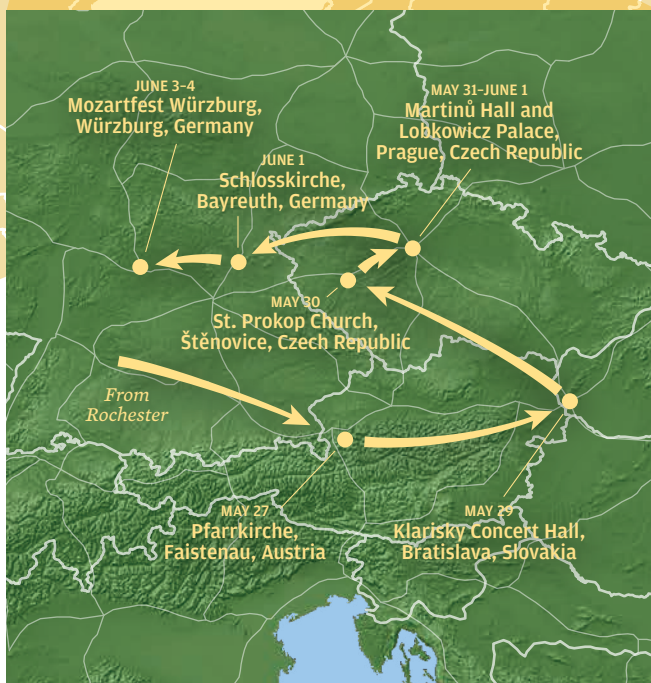 JUNE 3–4
Mozartfest Würzburg,
Würzburg, Germany
MAY 31–JUNE 1
Martinů Hall and
Lobkowicz Palace,
Prague, Czech Republic
JUNE 1
Schlosskirche,
Bayreuth, Germany
MAY 30
St. Prokop Church,
Štěnovice, Czech Republic
From
Rochester
MAY 27
Pfarrkirche,
Faistenau, Austria
MAY 29
Klarisky Concert Hall,
Bratislava, Slovakia